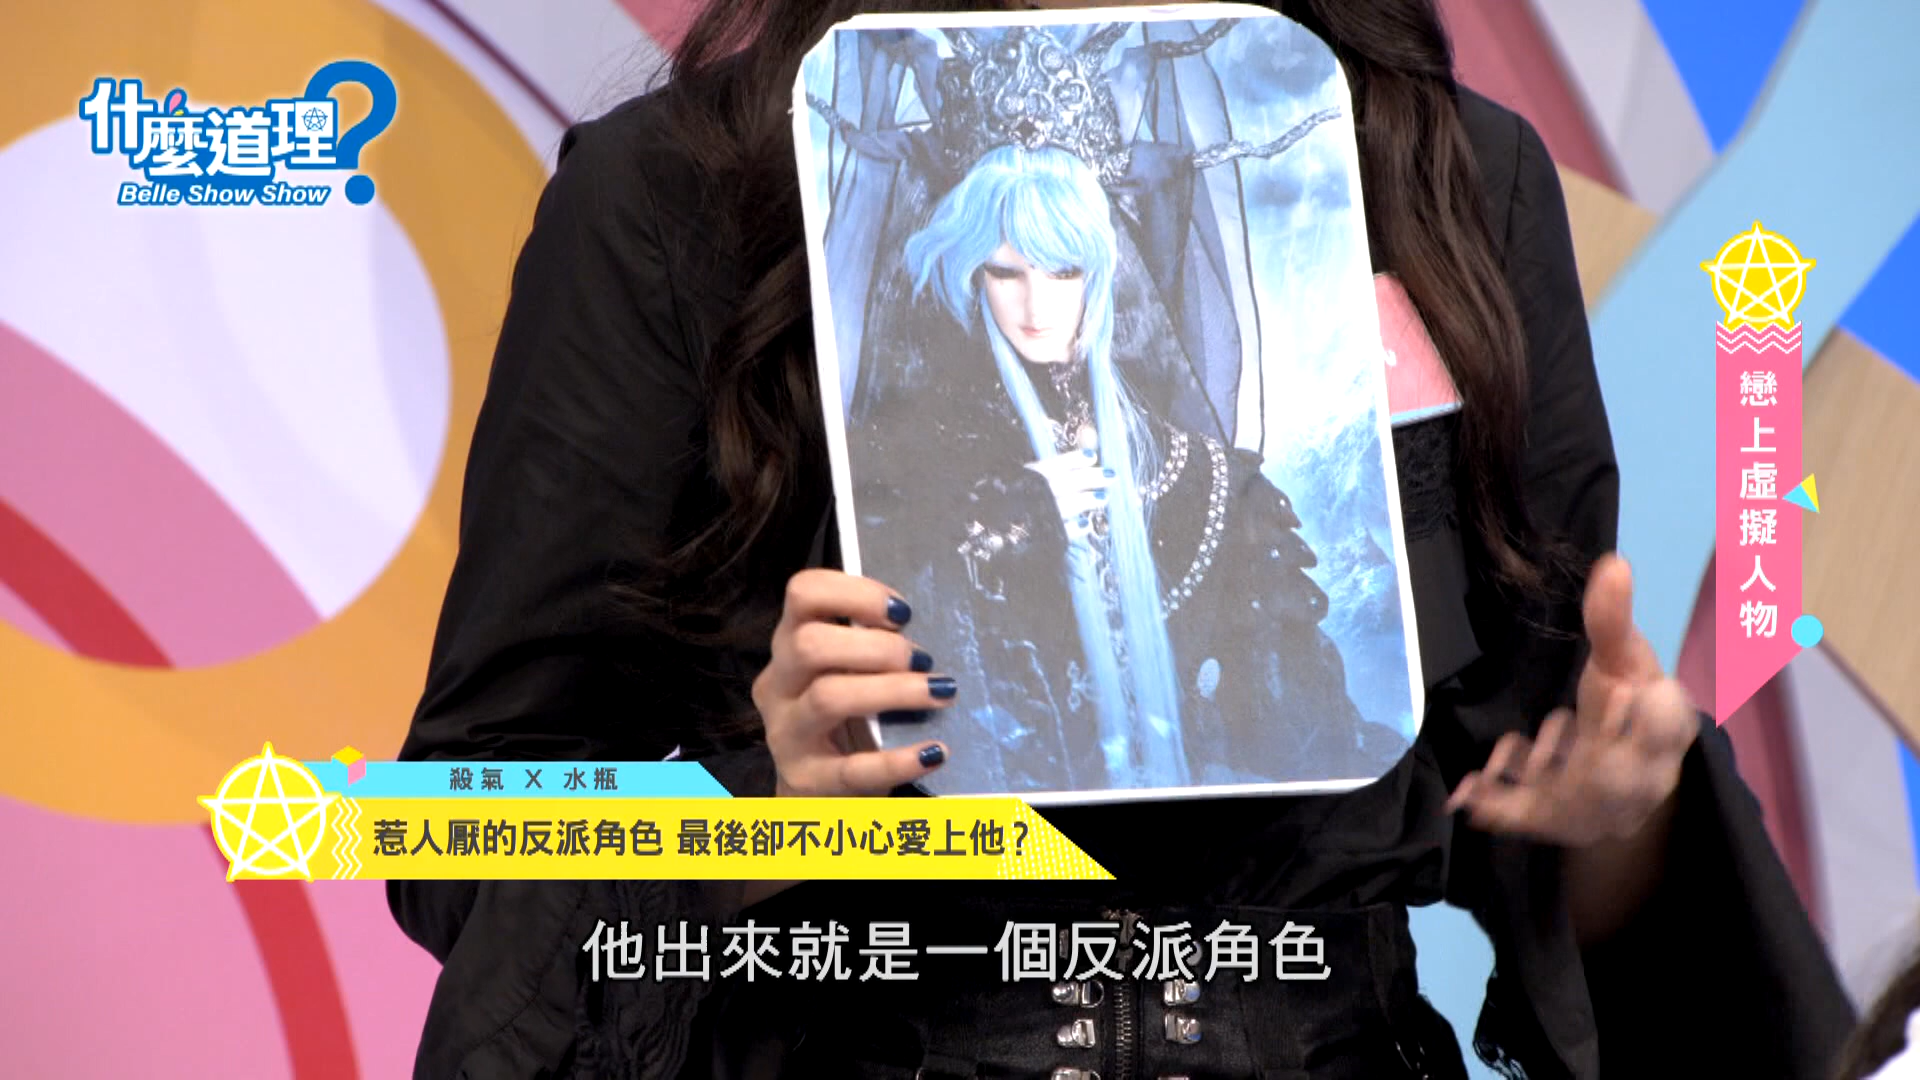 什麼道理?
Belle Show Show
戀上虛擬人物
殺氣 X 水瓶
惹人厭的反派角色 最後卻不小心愛上他?
他出來就是一個反派角色